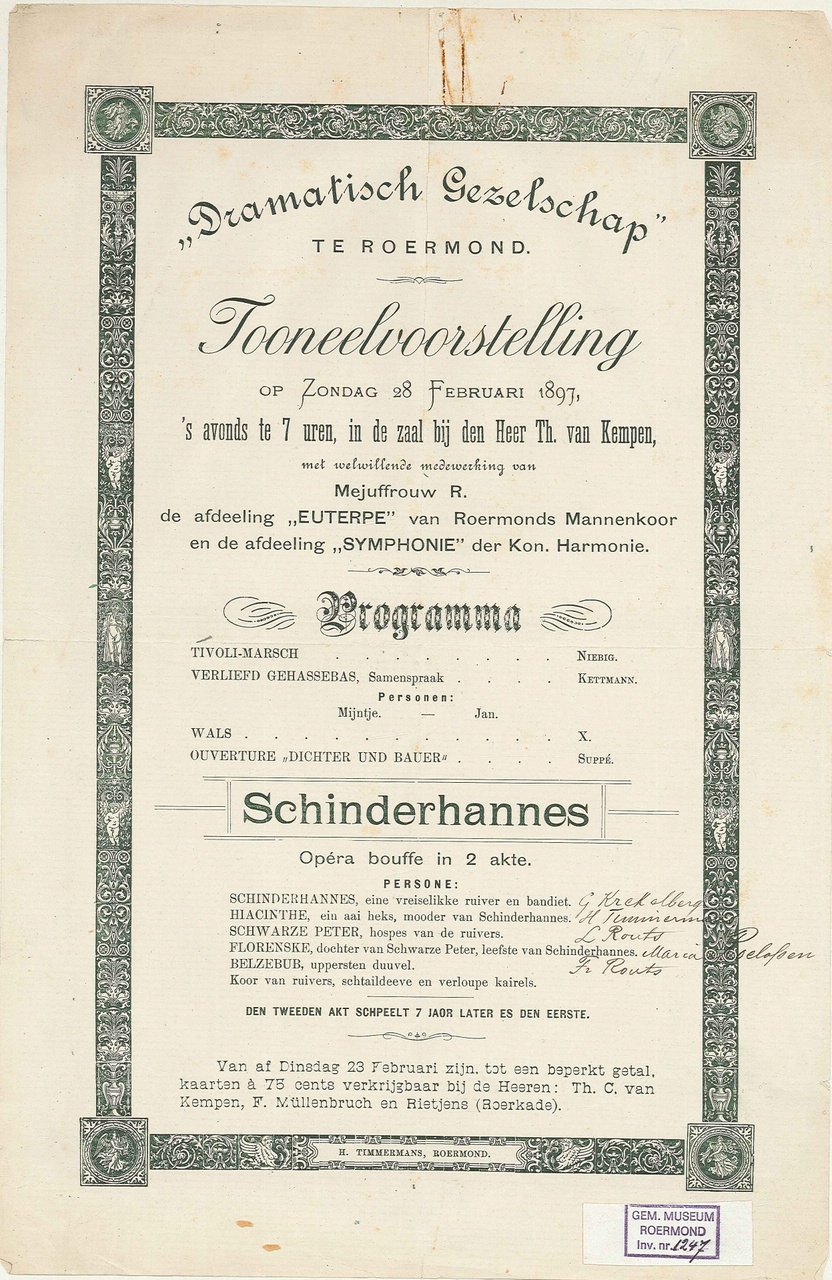 „Dramatisch Gezelschap”
TE ROERMOND.
Tooneelvoorstelling
OP ZONDAG 28 FEBRUARI 1897,
's avonds te 7 uren, in de zaal bij den Heer Th. van Kempen,
met welwillende medewerking van
Mejuffrouw R.
de afdeeling „EUTERPE” van Roermonds Mannenkoor
en de afdeeling „SYMPHONIE” der Kon. Harmonie.
Programma
TIVOLI-MARSCH . . . . . . . . NIEBIG.
VERLIEFD GEHASSEBAS, Samenspraak . . . . KETTMANN.
Personen:
Mijntje. — Jan.
WALS . . . . . . . . . . . X.
OUVERTURE „DICHTER UND BAUER„ . . . . SUPPÉ.
Schinderhannes
Opéra bouffe in 2 akte.
PERSONE:
SCHINDERHANNES, eine vreiselikke ruiver en bandiet. G Krekelberg
HIACINTHE, ein aai heks, mooder van Schinderhannes. H Timmermans
SCHWARZE PETER, hospes van de ruivers. L Routs
FLORENSKE, dochter van Schwarze Peter, leefste van Schinderhannes. Maria
BELZEBUB, uppersten duuvel. Fr Routs
Koor van ruivers, schtaildeeve en verloupe kairels.
DEN TWEEDEN AKT SCHPEELT 7 JAOR LATER ES DEN EERSTE.
Van af Dinsdag 23 Februari zijn, tot een beperkt getal,
kaarten à 75 cents verkrijgbaar bij de Heeren: Th. C. van
Kempen, F. Müllenbruch en Rietjens (Roerkade).
H. TIMMERMANS, ROERMOND.
GEM. MUSEUM
ROERMOND
Inv. nr. 1247